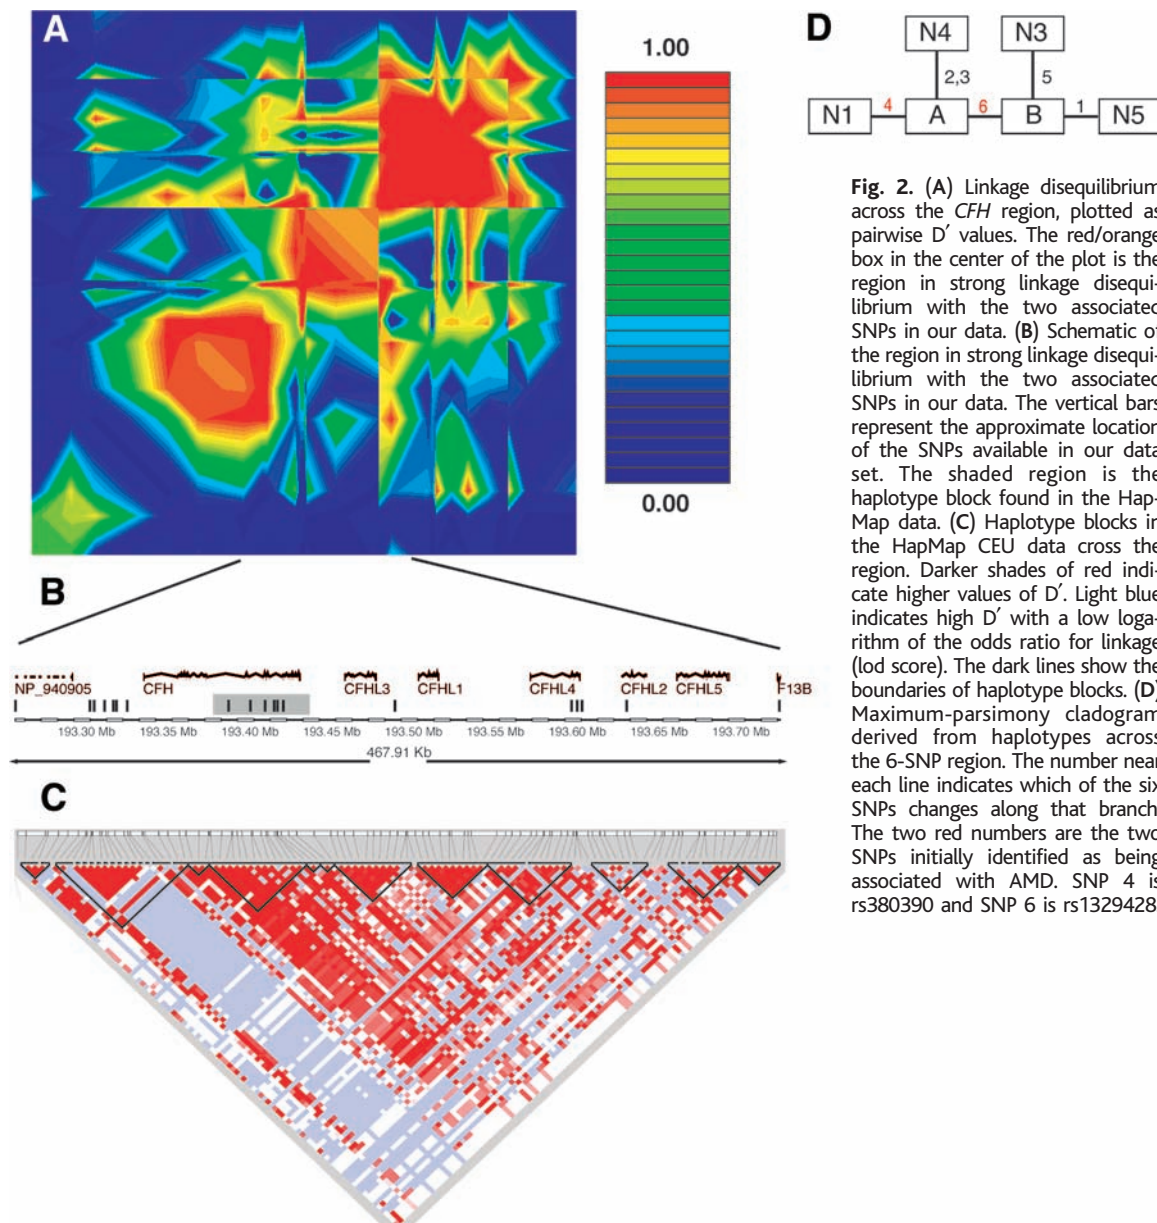 A
1.00
0.00
D
N4
N3
2,3
5
N1
4
A
6
B
1
N5
Fig. 2. (A) Linkage disequilibrium
across the CFH region, plotted as
pairwise D′ values. The red/orange
box in the center of the plot is the
region in strong linkage disequi-
librium with the two associated
SNPs in our data. (B) Schematic of
the region in strong linkage disequi-
librium with the two associated
SNPs in our data. The vertical bars
represent the approximate location
of the SNPs available in our data
set. The shaded region is the
haplotype block found in the Hap-
Map data. (C) Haplotype blocks in
the HapMap CEU data cross the
region. Darker shades of red indi-
cate higher values of D′. Light blue
indicates high D′ with a low loga-
rithm of the odds ratio for linkage
(lod score). The dark lines show the
boundaries of haplotype blocks. (D)
Maximum-parsimony cladogram
derived from haplotypes across
the 6-SNP region. The number near
each line indicates which of the six
SNPs changes along that branch.
The two red numbers are the two
SNPs initially identified as being
associated with AMD. SNP 4 is
rs380390 and SNP 6 is rs1329428
B
NP_940905 CFH CFHL3 CFHL1 CFHL4 CFHL2 CFHL5 F13B
193.30 Mb 193.35 Mb 193.40 Mb 193.45 Mb 193.50 Mb 193.55 Mb 193.60 Mb 193.65 Mb 193.70 Mb
467.91 Kb
C